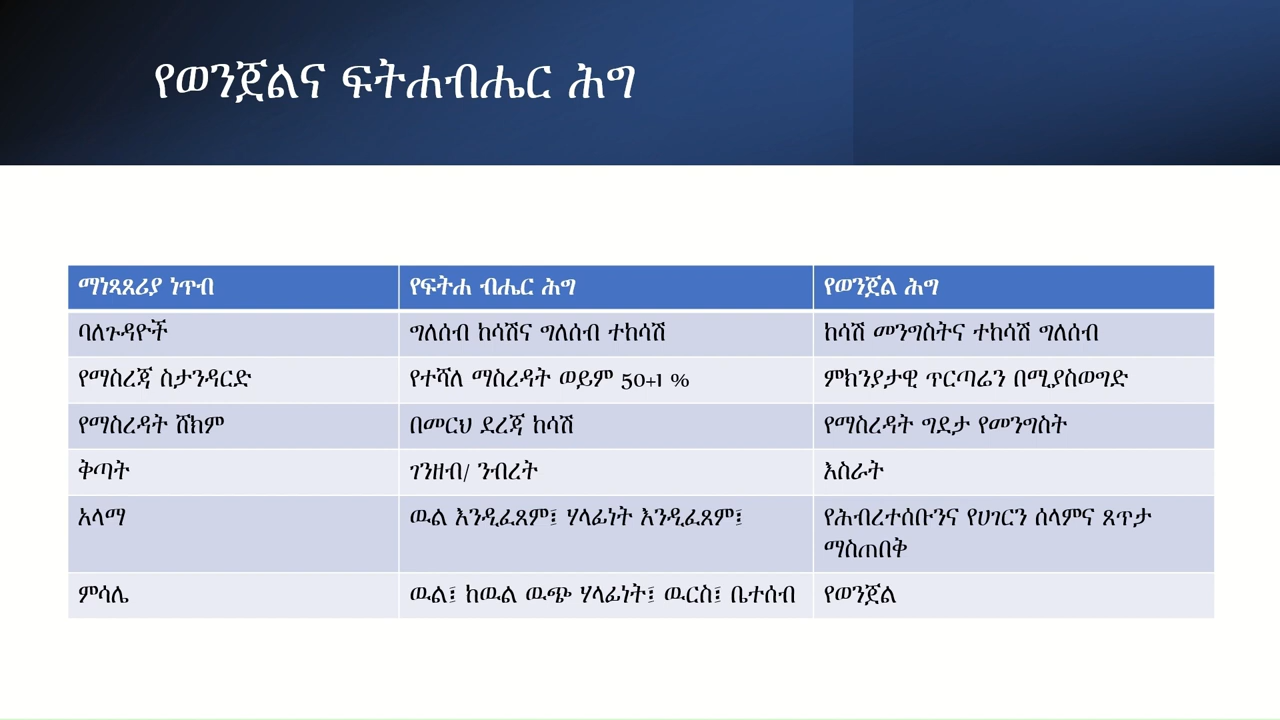 የወንጀልና ፍትሐብሔር ሕግ
ማነጻጸሪያ ነጥብ የፍትሐ ብሔር ሕግ የወንጀል ሕግ
ባለጉዳዮች ግለሰብ ከሳሽና ግለሰብ ተከሳሽ ከሳሽ መንግስትና ተከሳሽ ግለሰብ
የማስረጃ ስታንዳርድ የተሻለ ማስረዳት ወይም 50+1 % ምክንያታዊ ጥርጣሬን በሚያስወግድ
የማስረዳት ሸክም በመርህ ደረጃ ከሳሽ የማስረዳት ግደታ የመንግስት
ቅጣት ገንዘብ/ ንብረት እስራት
አላማ ዉል እንዲፈጸም፤ ሃላፊነት እንዲፈጸም፤ የሕብረተሰቡንና የሀገርን ሰላምና ጸጥታ
ማስጠበቅ
ምሳሌ ዉል፤ ከዉል ዉጭ ሃላፊነት፤ ዉርስ፤ ቤተሰብ የወንጀል